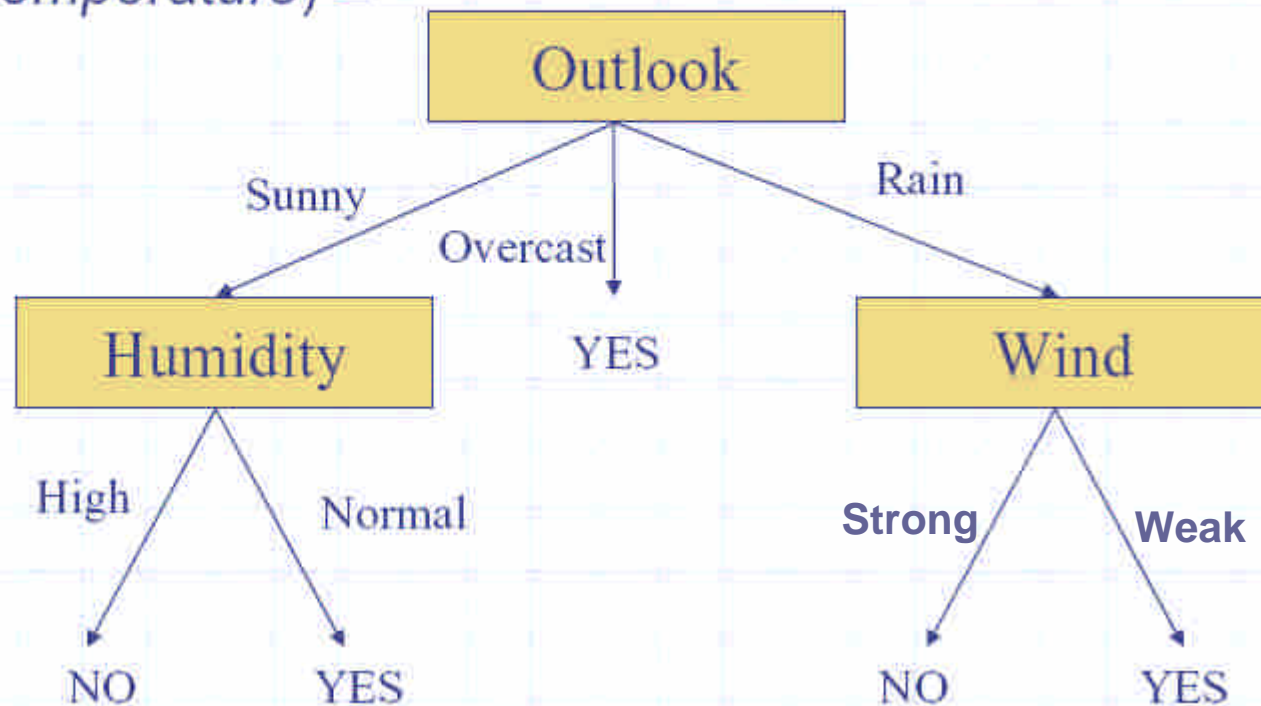 Outlook
Sunny
Overcast
Rain
Humidity
YES
Wind
High
Normal
Strong
Weak
NO
YES
NO
YES